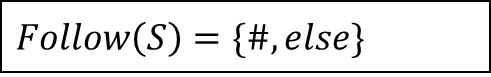 Follow(S) = {#, else}